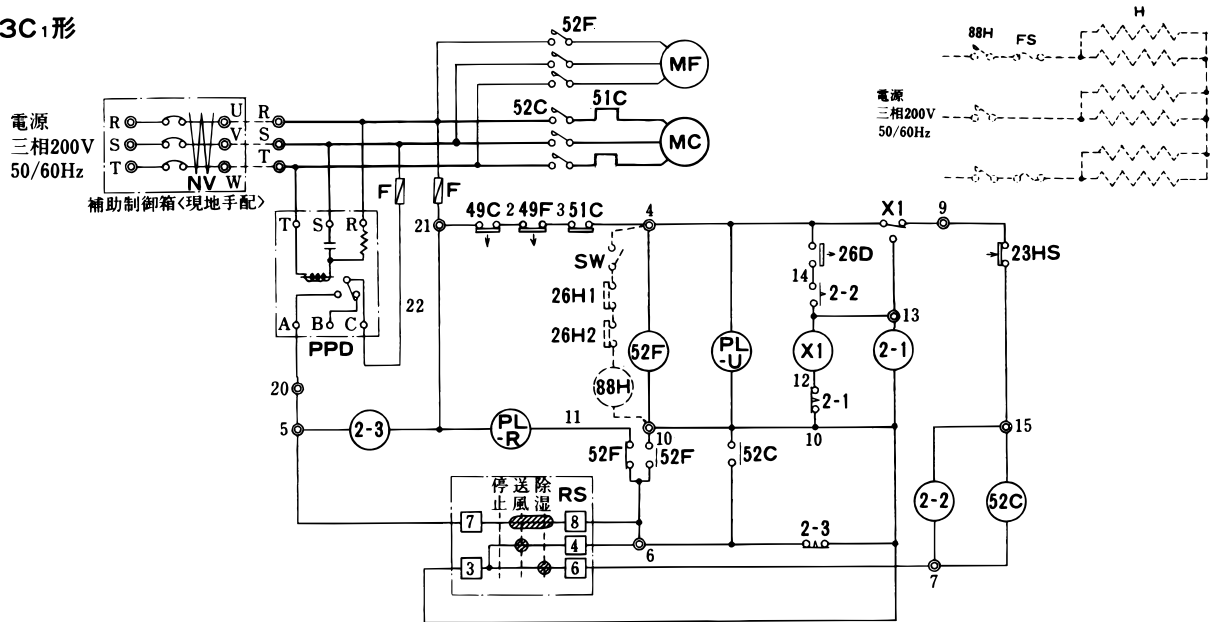 3C1形
電源
三相200V
50/60Hz
R
S
T
NV
U
V
W
補助制御箱〈現地手配〉
R
S
T
52F
MF
52C
51C
MC
88H
FS
H
電源
三相200V
50/60Hz
F
F
T
S
R
A
B
C
PPD
22
20
5
21
49C
2
49F
3
51C
4
X1
9
SW
26H1
26H2
88H
52F
PL
-U
26D
14
2-2
13
X1
2-1
12
2-1
23HS
2-3
PL
-R
11
10
10
15
52F
52F
52C
2-2
52C
停止
送風
除湿
RS
7
8
4
3
6
6
2-3
7